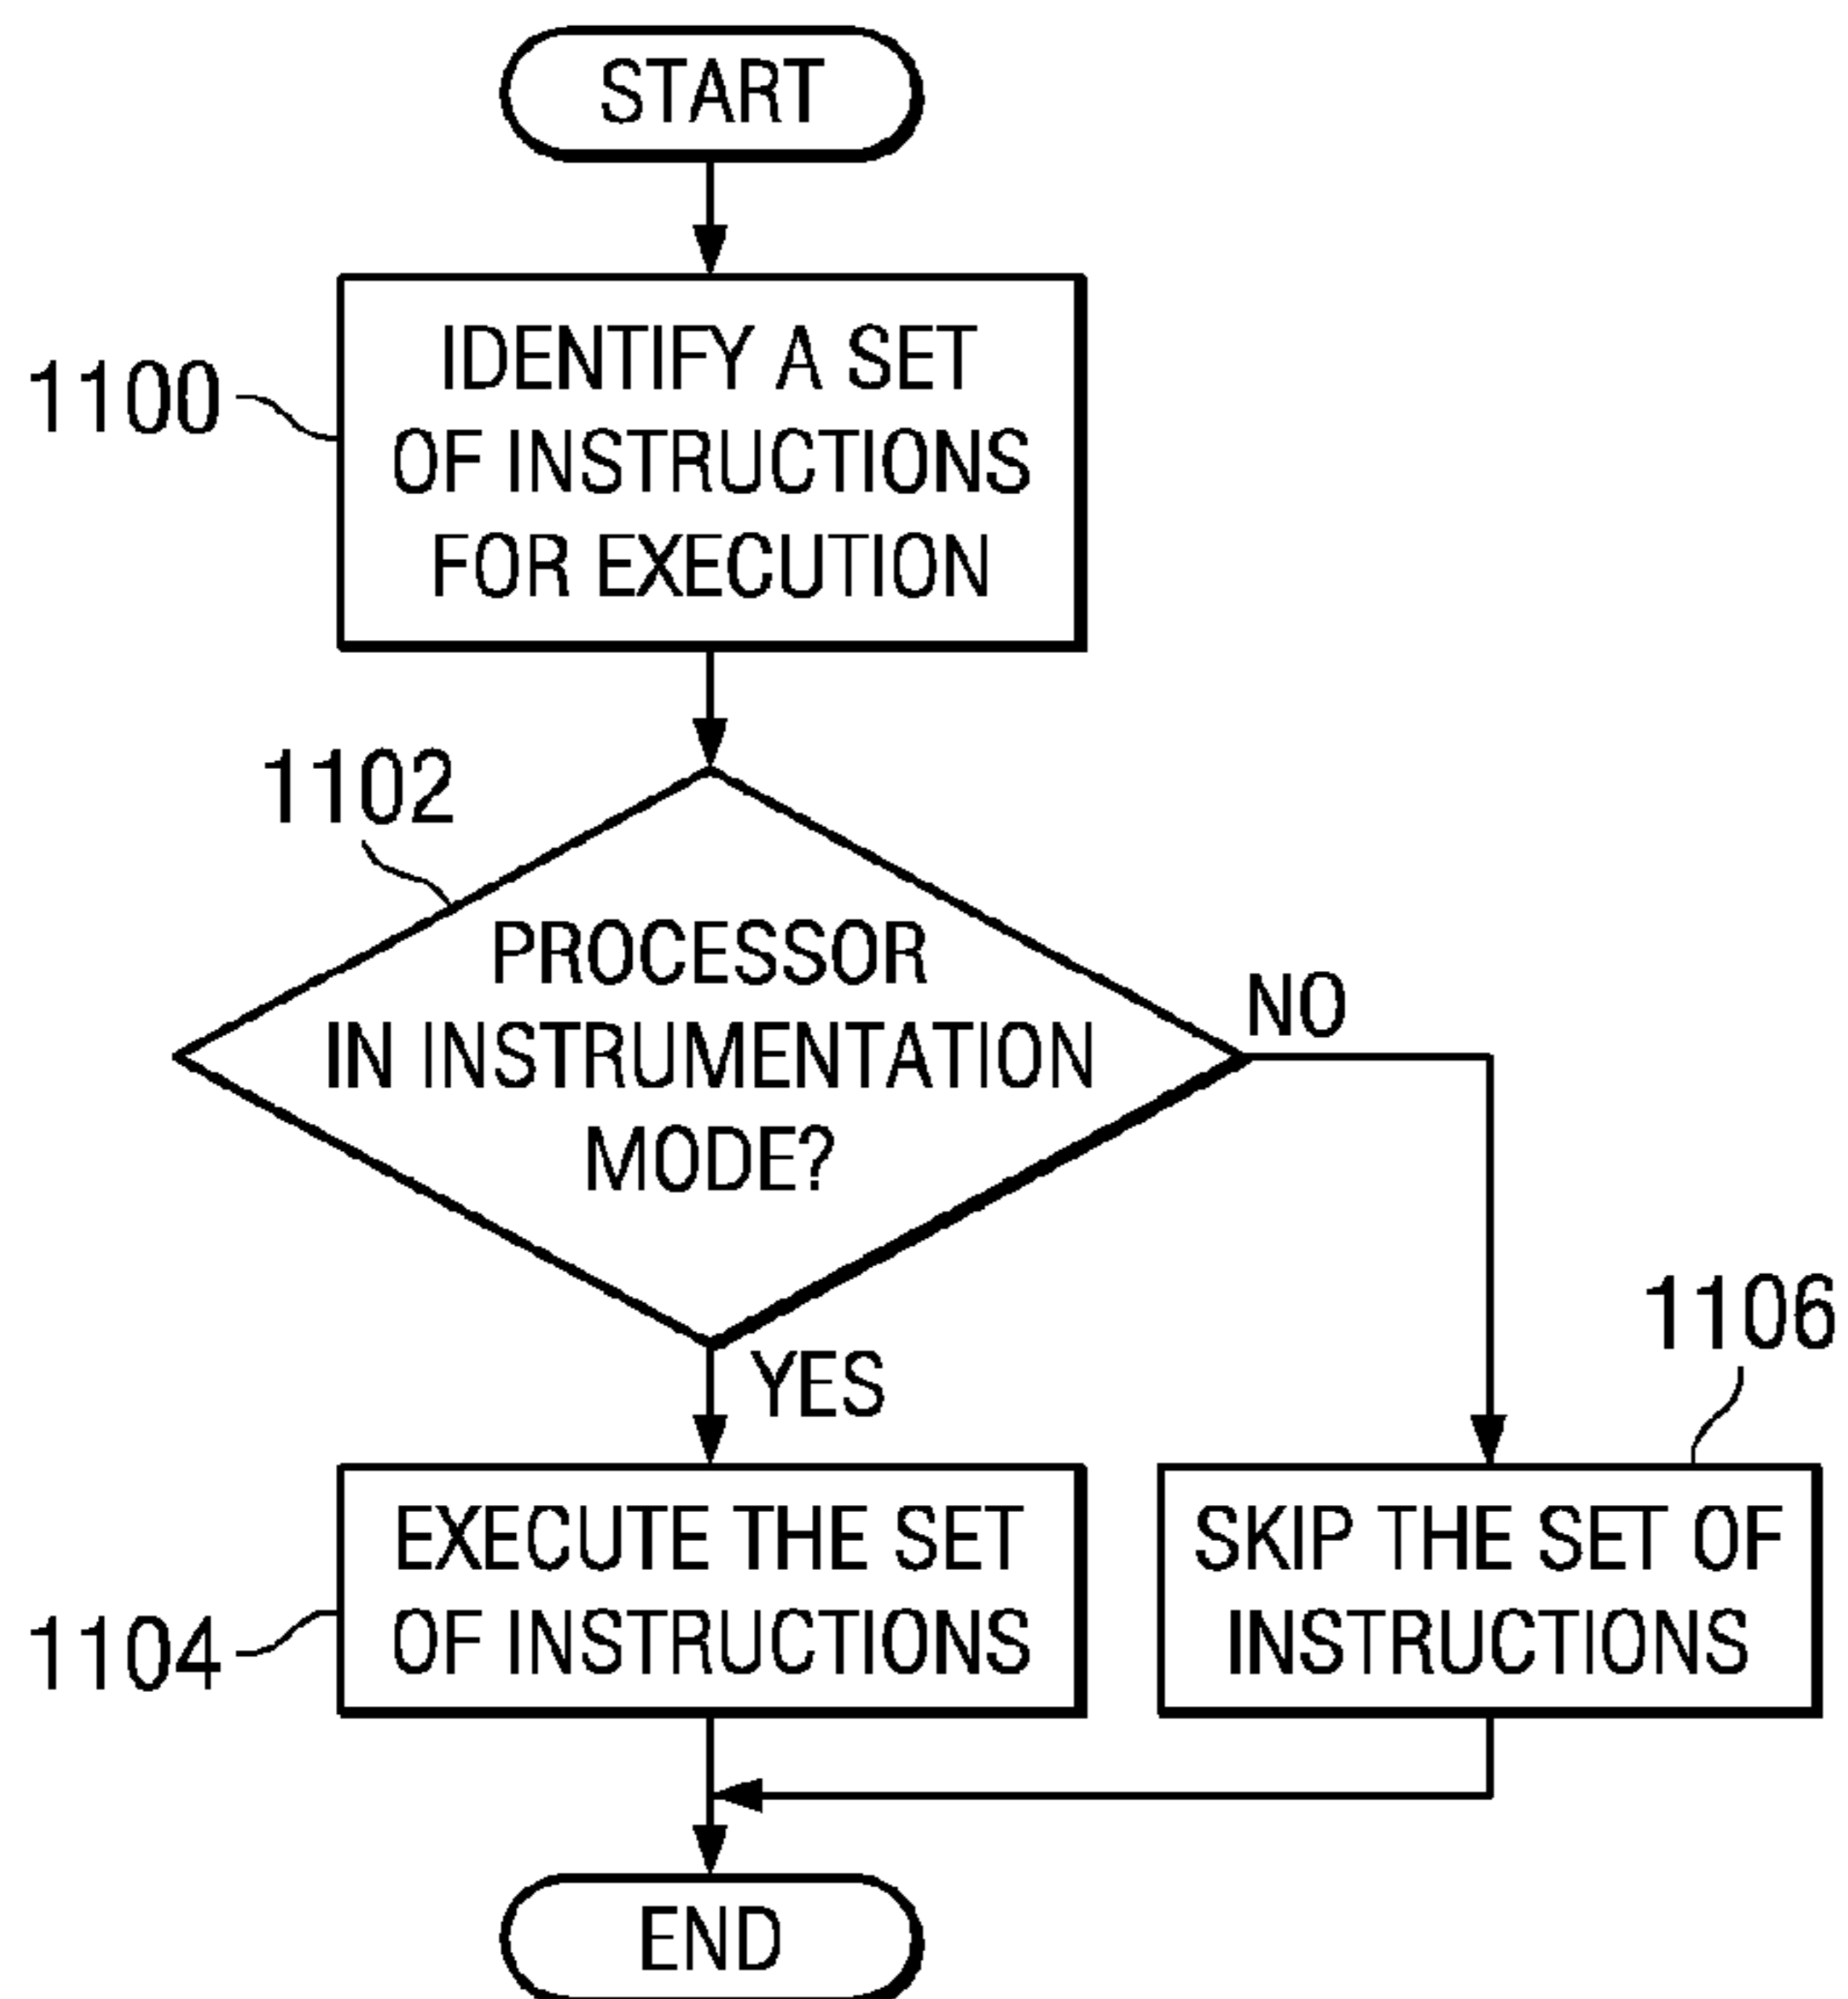 START
IDENTIFY A SET
OF INSTRUCTIONS
FOR EXECUTION
1100
1102
PROCESSOR
IN INSTRUMENTATION
MODE?
NO
YES
1106
EXECUTE THE SET
OF INSTRUCTIONS
1104
SKIP THE SET OF
INSTRUCTIONS
END